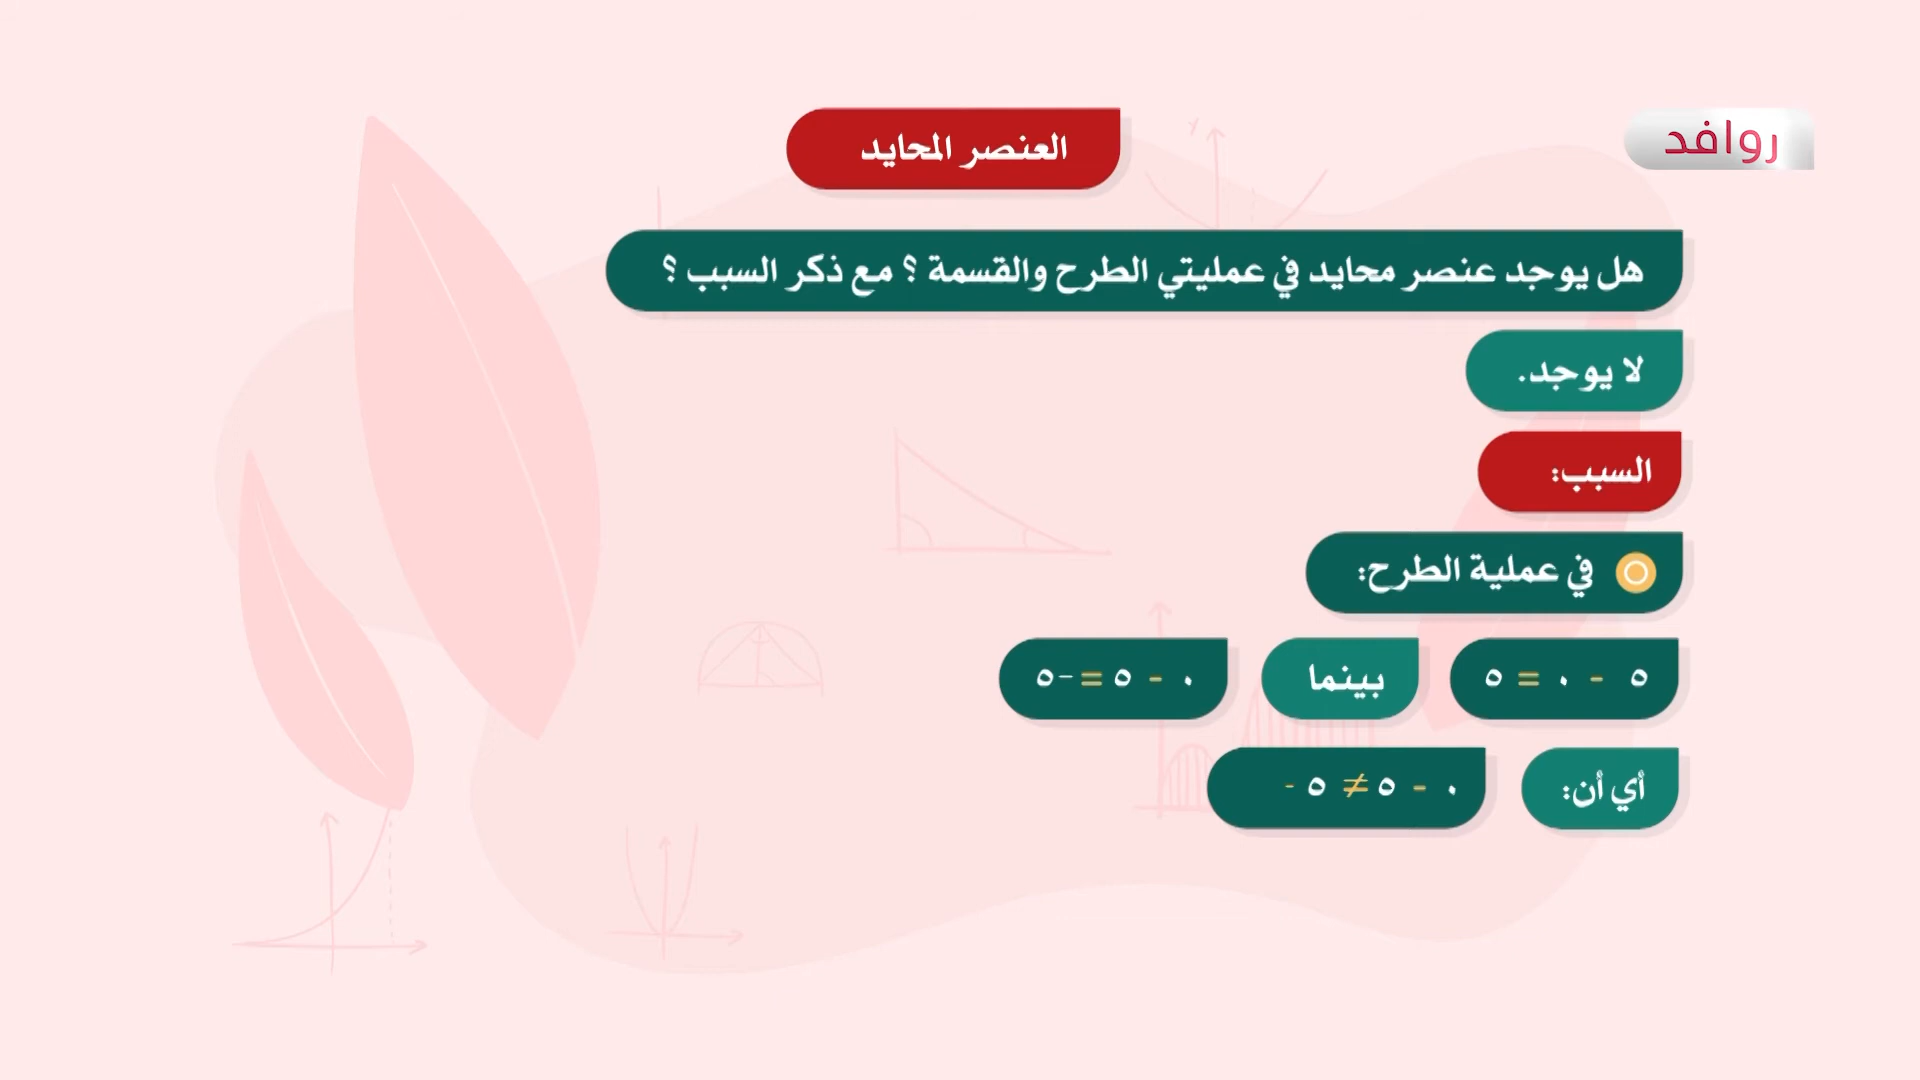 روافد
العنصر المحايد
هل يوجد عنصر محايد في عمليتي الطرح والقسمة ؟ مع ذكر السبب ؟
لا يوجد.
السبب:
في عملية الطرح:
٥ - ٠ = ٥ بينما ٠ - ٥ = -٥
أي أن: ٠ - ٥ ≠ ٥ -